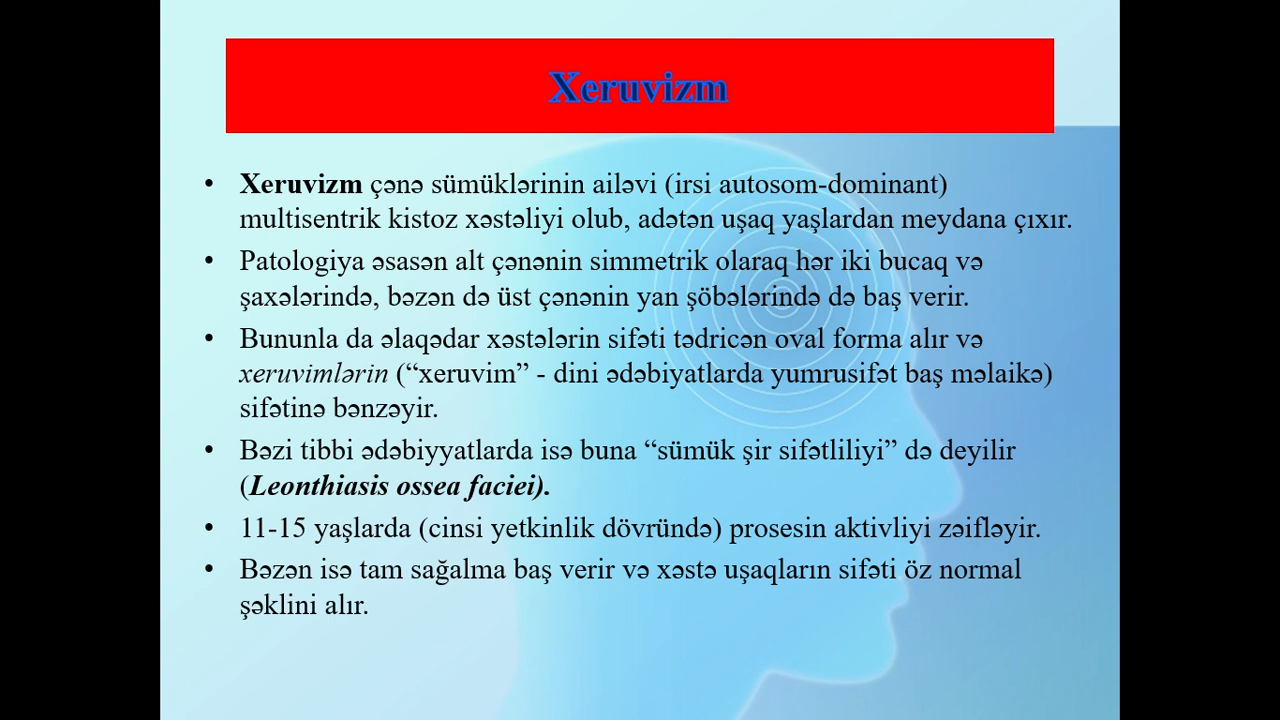 Xeruvizm
• Xeruvizm çənə sümüklərinin ailəvi (irsi autosom-dominant)
multisentrik kistoz xəstəliyi olub, adətən uşaq yaşlardan meydana çıxır.
• Patologiya əsasən alt çənənin simmetrik olaraq hər iki bucaq və
şaxələrində, bəzən də üst çənənin yan şöbələrində də baş verir.
• Bununla da əlaqədar xəstələrin sifəti tədricən oval forma alır və
xeruvimlərin (“xeruvim” - dini ədəbiyatlarda yumrusifət baş məlaikə)
sifətinə bənzəyir.
• Bəzi tibbi ədəbiyyatlarda isə buna “sümük şir sifətliliyi” də deyilir
(Leonthiasis ossea faciei).
• 11-15 yaşlarda (cinsi yetkinlik dövründə) prosesin aktivliyi zəifləyir.
• Bəzən isə tam sağalma baş verir və xəstə uşaqların sifəti öz normal
şəklini alır.